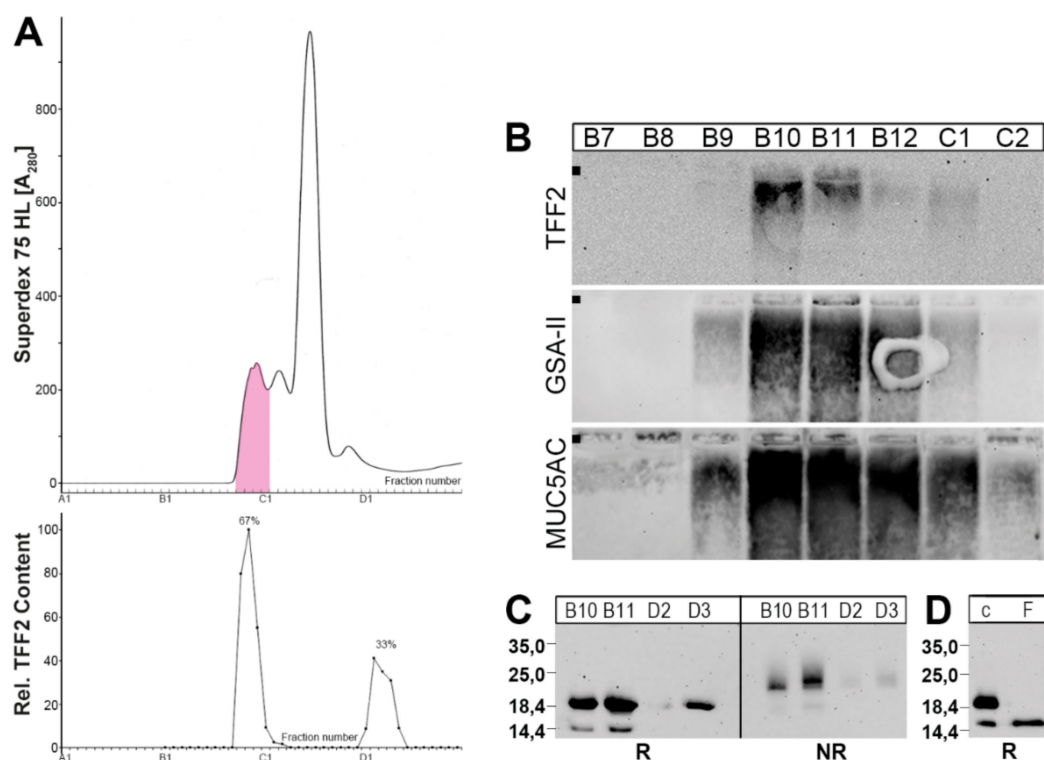 A
Superdex 75 HL [A280]
800
600
400
200
0
Fraction number
A1 B1 C1 D1
Rel. TFF2 Content
100
80
60
40
20
0
67%
33%
Fraction number
A1 B1 C1 D1
B
B7 B8 B9 B10 B11 B12 C1 C2
TFF2
GSA-II
MUC5AC
C
B10 B11 D2 D3 B10 B11 D2 D3
35,0
25,0
18,4
14,4
R NR
D
c F
35,0
25,0
18,4
14,4
R